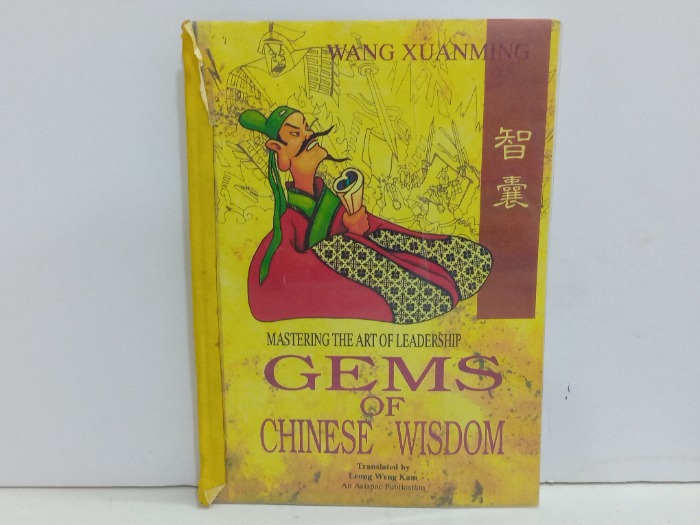 WANG XUANMING
智
囊
MASTERING THE ART OF LEADERSHIP
GEMS
OF
CHINESE WISDOM
Translated by
Leong Weng Kam
An Asiapac Publication